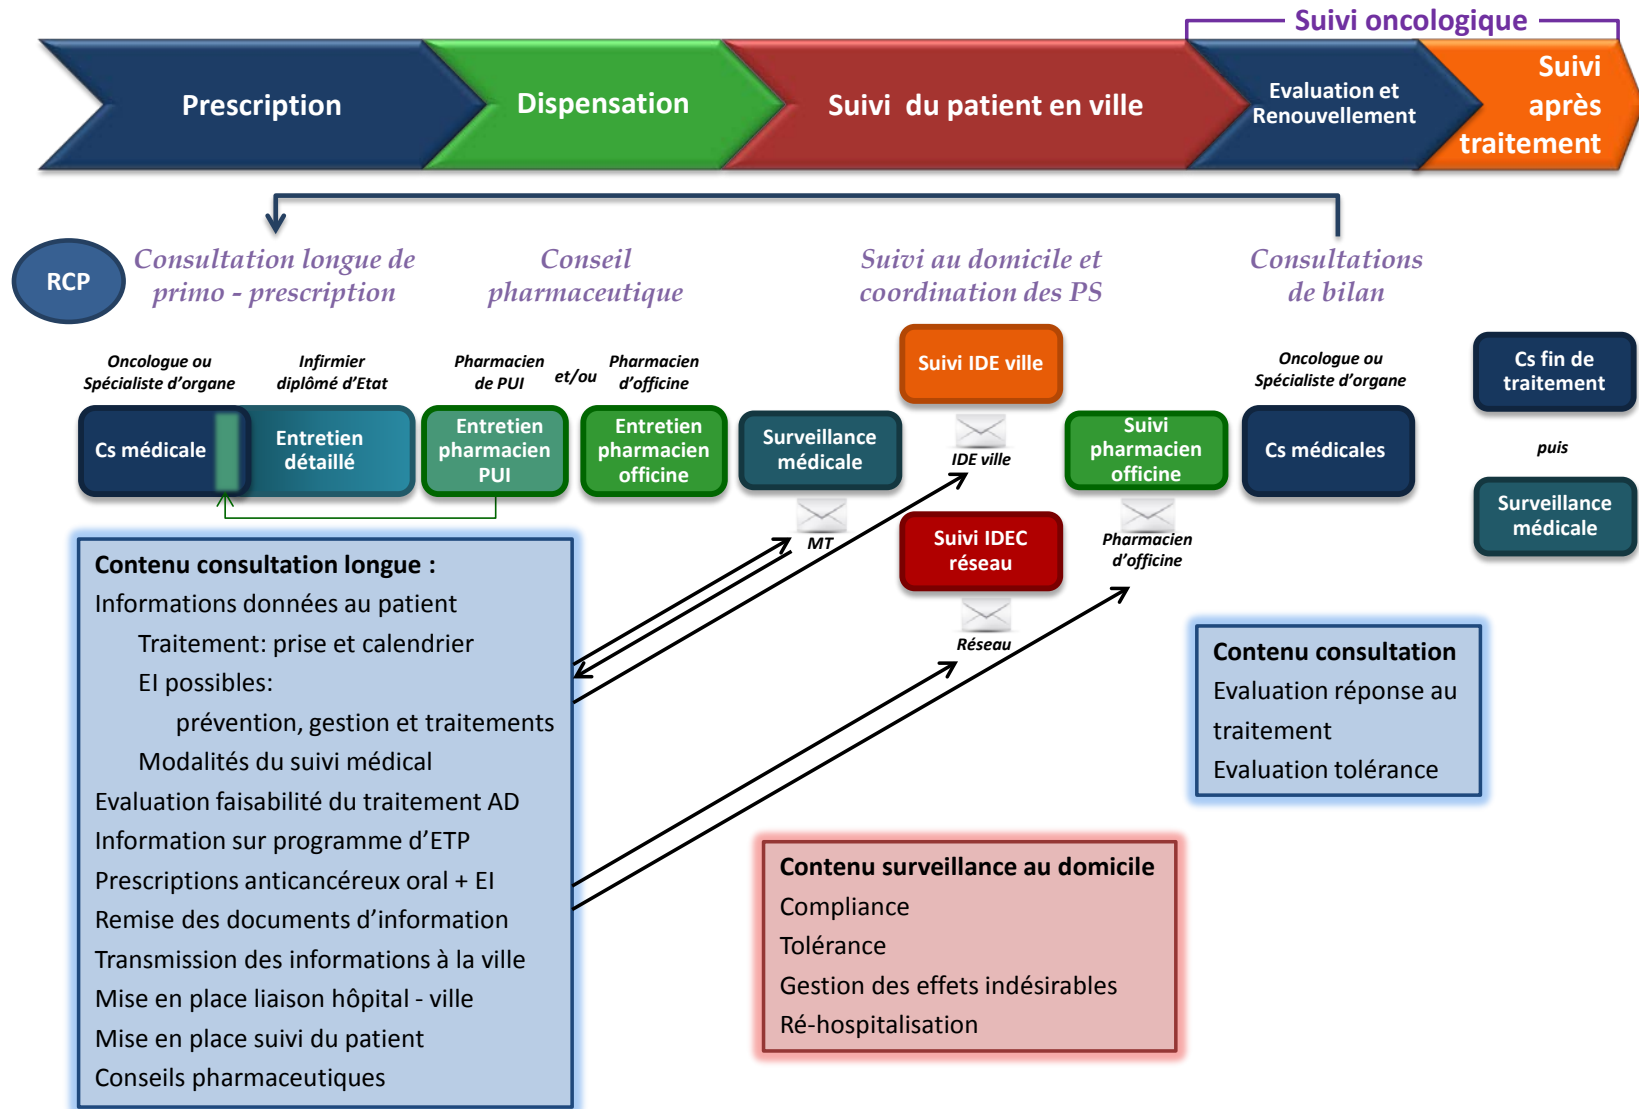 Suivi oncologique
Prescription
Dispensation
Suivi du patient en ville
Evaluation et
Renouvellement
Suivi
après
traitement
RCP
Consultation longue de
primo - prescription
Conseil
pharmaceutique
Suivi au domicile et
coordination des PS
Consultations
de bilan
Oncologue ou
Spécialiste d'organe
Infirmier
diplômé d'Etat
Pharmacien
de PUI
et/ou
Pharmacien
d'officine
Cs médicale
Entretien
détaillé
Entretien
pharmacien
PUI
Entretien
pharmacien
officine
Surveillance
médicale
MT
Suivi IDE ville
IDE ville
Suivi IDEC
réseau
Réseau
Suivi
pharmacien
officine
Pharmacien
d'officine
Oncologue ou
Spécialiste d'organe
Cs médicales
Cs fin de
traitement
puis
Surveillance
médicale
Contenu consultation longue :
Informations données au patient
Traitement: prise et calendrier
EI possibles:
prévention, gestion et traitements
Modalités du suivi médical
Evaluation faisabilité du traitement AD
Information sur programme d'ETP
Prescriptions anticancéreux oral + EI
Remise des documents d'information
Transmission des informations à la ville
Mise en place liaison hôpital - ville
Mise en place suivi du patient
Conseils pharmaceutiques
Contenu surveillance au domicile
Compliance
Tolérance
Gestion des effets indésirables
Ré-hospitalisation
Contenu consultation
Evaluation réponse au
traitement
Evaluation tolérance